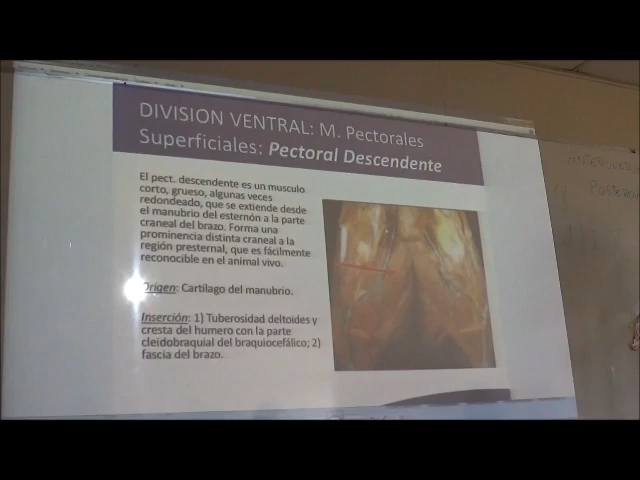 DIVISION VENTRAL: M. Pectorales
Superficiales: Pectoral Descendente
El pect. descendente es un musculo
corto, grueso, algunas veces
redondeado, que se extiende desde
el manubrio del esternón a la parte
craneal del brazo. Forma una
prominencia distinta craneal a la
región presternal, que es fácilmente
reconocible en el animal vivo.
Origen: Cartilago del manubrio.
Inserción: 1) Tuberosidad deltoides y
cresta del humero con la parte
cleidobraquial del braquiocefálico; 2)
fascia del brazo.